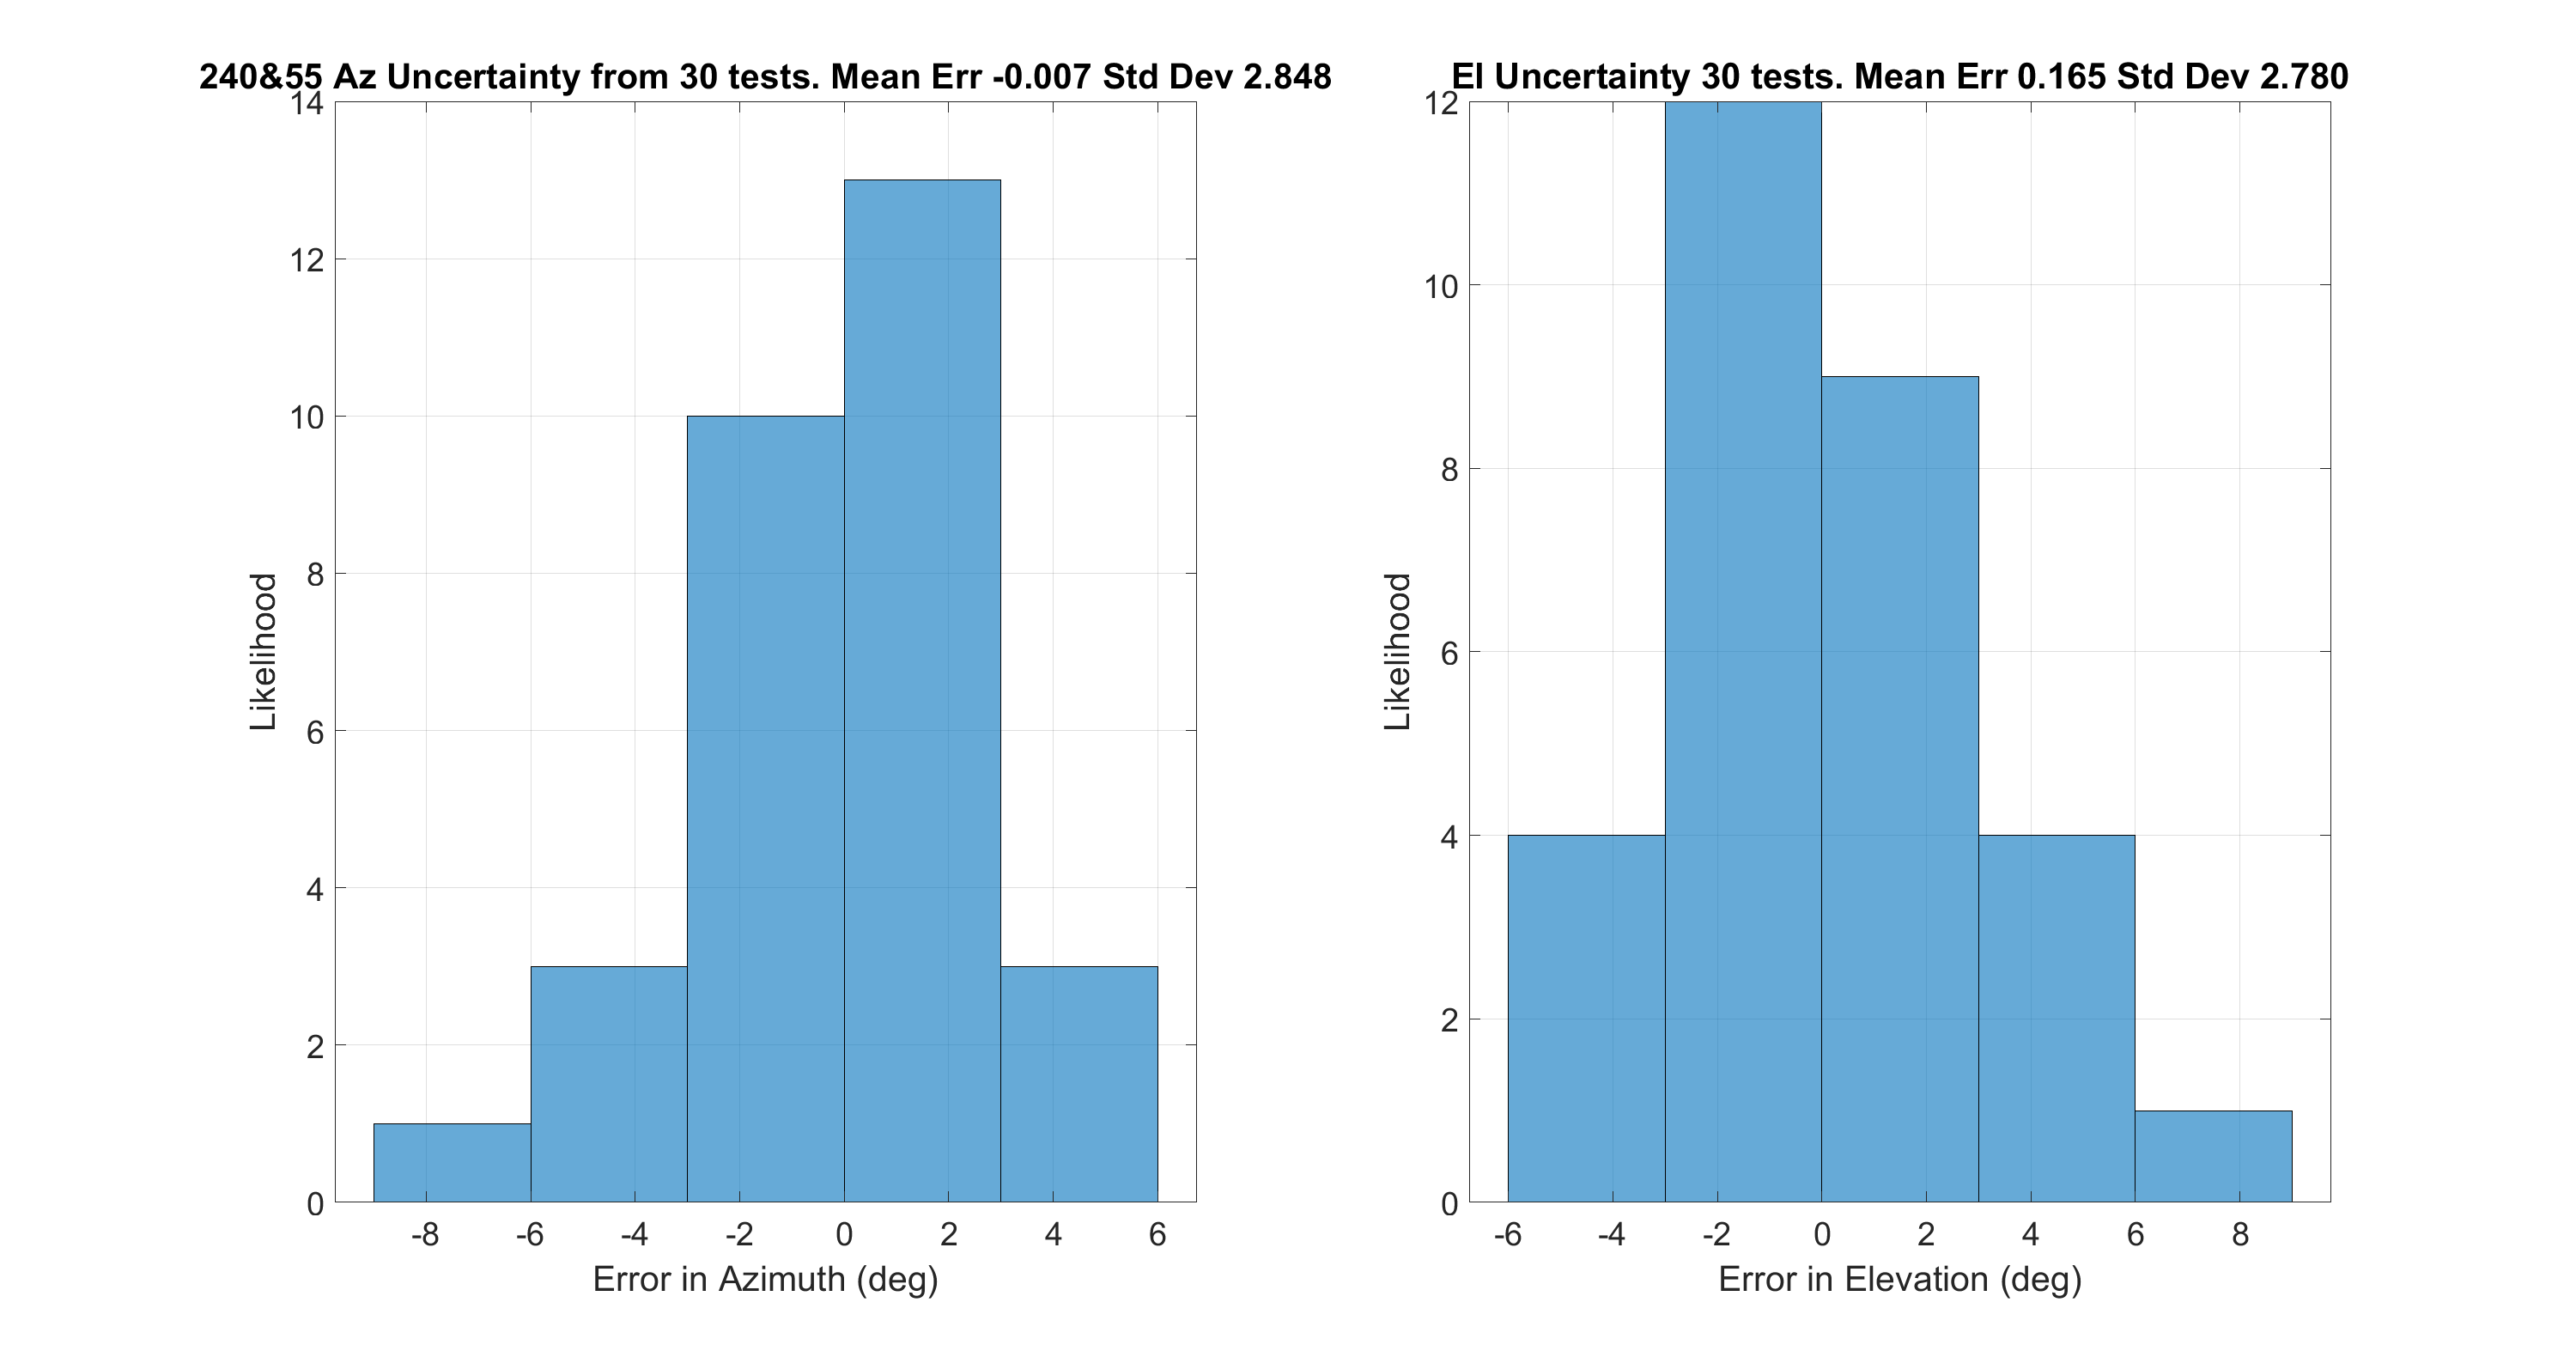 240&55 Az Uncertainty from 30 tests. Mean Err -0.007 Std Dev 2.848
14
12
10
8
6
4
2
0
Likelihood
-8 -6 -4 -2 0 2 4 6
Error in Azimuth (deg)
El Uncertainty 30 tests. Mean Err 0.165 Std Dev 2.780
12
10
8
6
4
2
0
Likelihood
-6 -4 -2 0 2 4 6 8
Error in Elevation (deg)